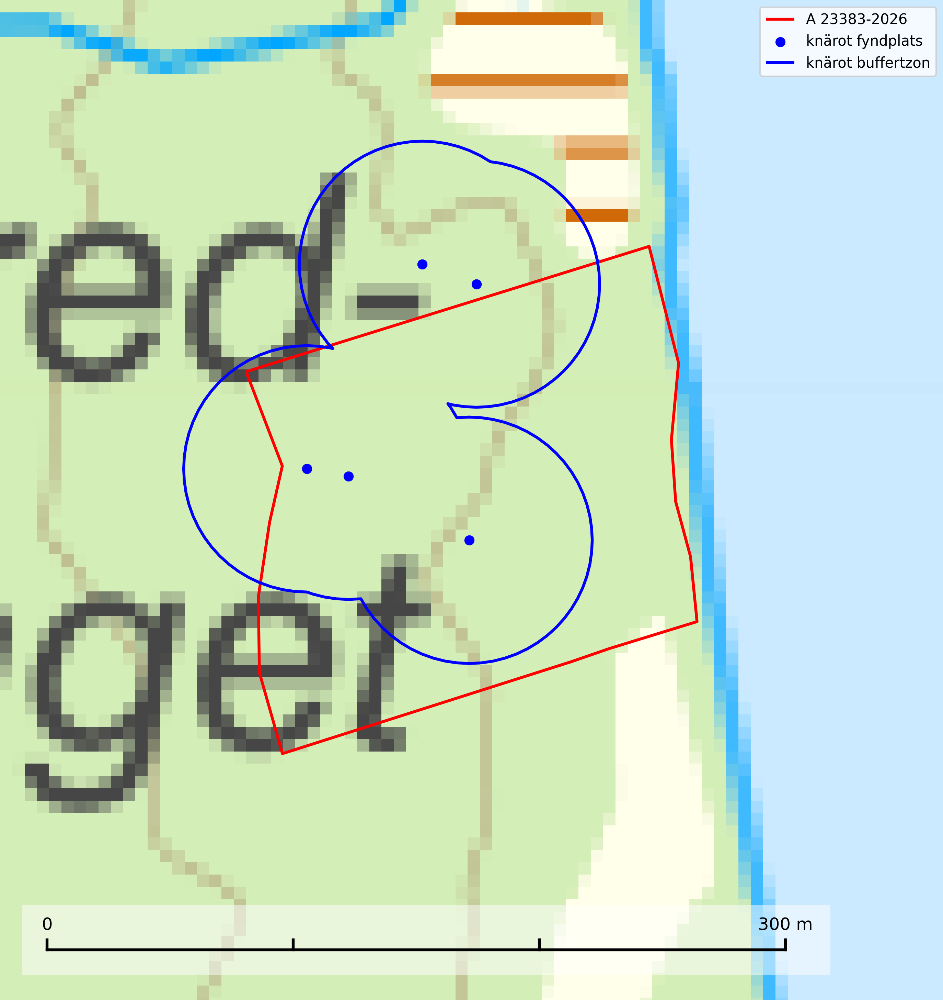 A 23383-2026
knärot fyndplats
knärot buffertzon
ed-
get
0 300 m